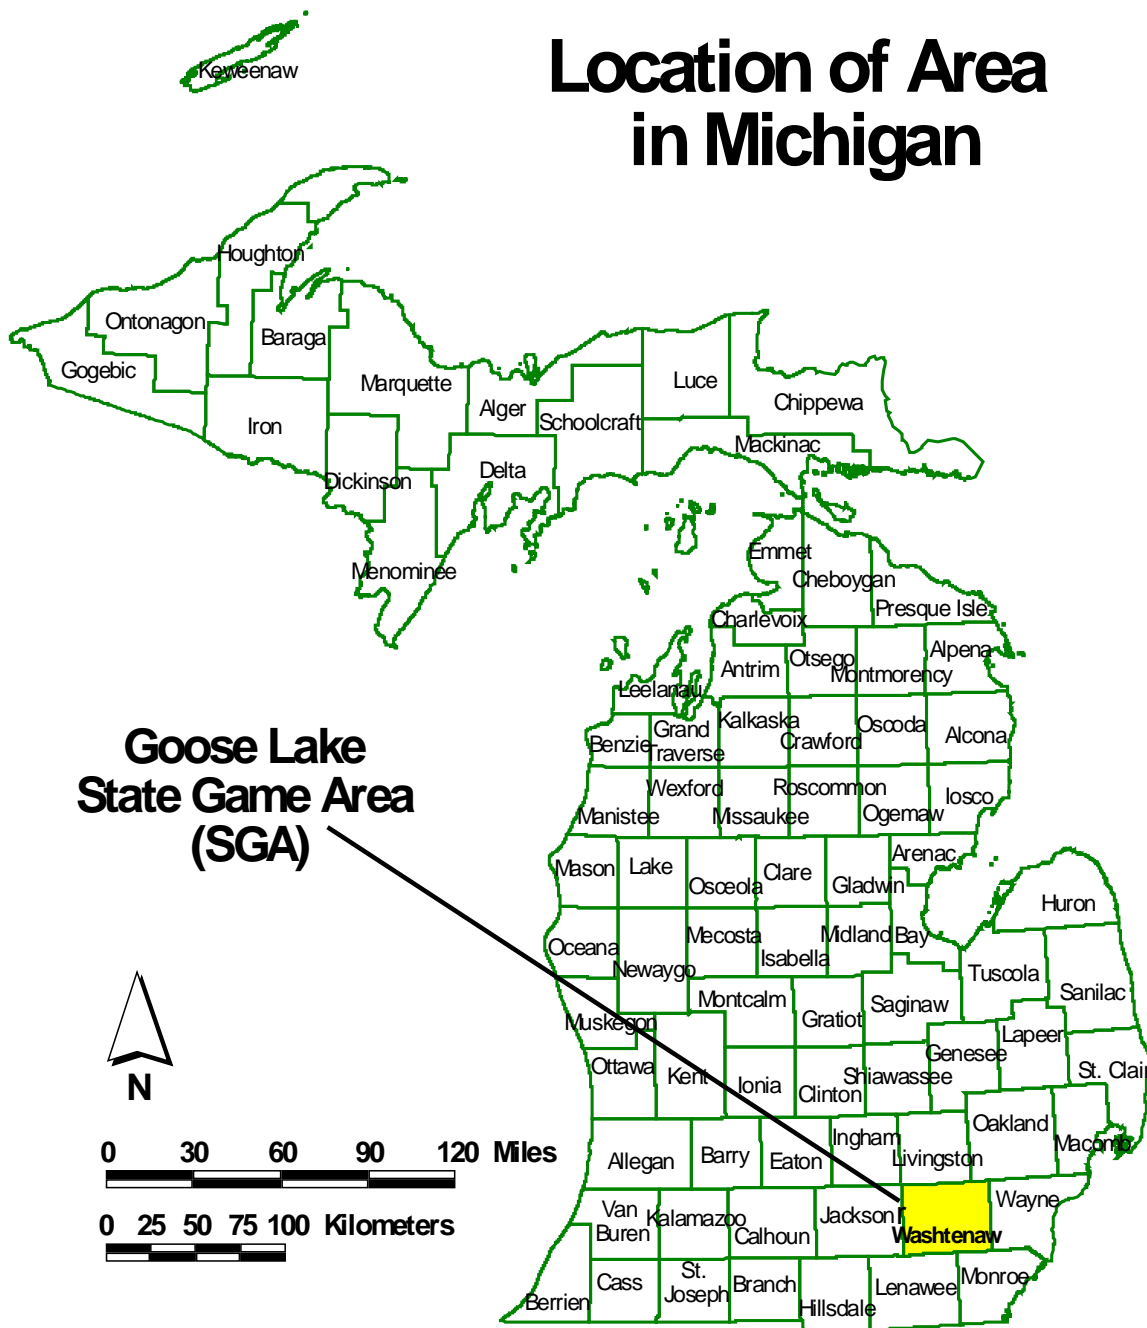 Location of Area
in Michigan
Keweenaw
Houghton
Ontonagon
Baraga
Gogebic
Marquette
Luce
Alger
Chippewa
Iron
Schoolcraft
Mackinac
Delta
Dickinson
Emmet
Menominee
Cheboygan
Presque Isle
Charlevoix
Alpena
Otsego
Antrim
Montmorency
Leelanau
Kalkaska
Oscoda
Grand
Traverse
Benzie
Crawford
Alcona
Goose Lake
State Game Area
(SGA)
Wexford
Roscommon
Iosco
Manistee
Missaukee
Ogemaw
Arenac
Mason
Lake
Clare
Osceola
Gladwin
Huron
Mecosta
Midland
Bay
Oceana
Isabella
Newaygo
Tuscola
Sanilac
Montcalm
Saginaw
Muskegon
Gratiot
Lapeer
Genesee
Ottawa
Kent
Ionia
Shiawassee
St. Clair
Clinton
N
Oakland
Ingham
Macomb
0 30 60 90 120 Miles
Allegan
Barry
Eaton
Livingston
Wayne
Van
Buren
Kalamazoo
Jackson
0 25 50 75 100 Kilometers
Calhoun
Washtenaw
St.
Joseph
Cass
Branch
Lenawee
Monroe
Berrien
Hillsdale